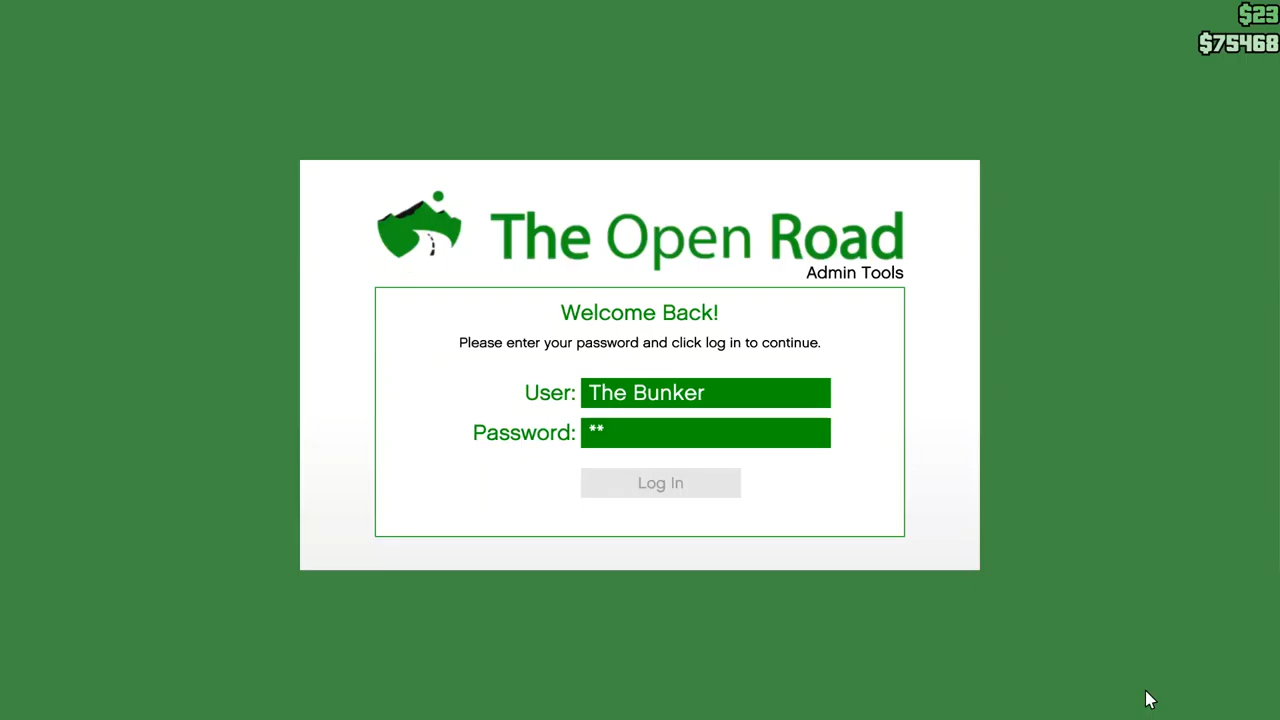 $23
$75468
The Open Road
Admin Tools
Welcome Back!
Please enter your password and click log in to continue.
User: The Bunker
Password: **
Log In